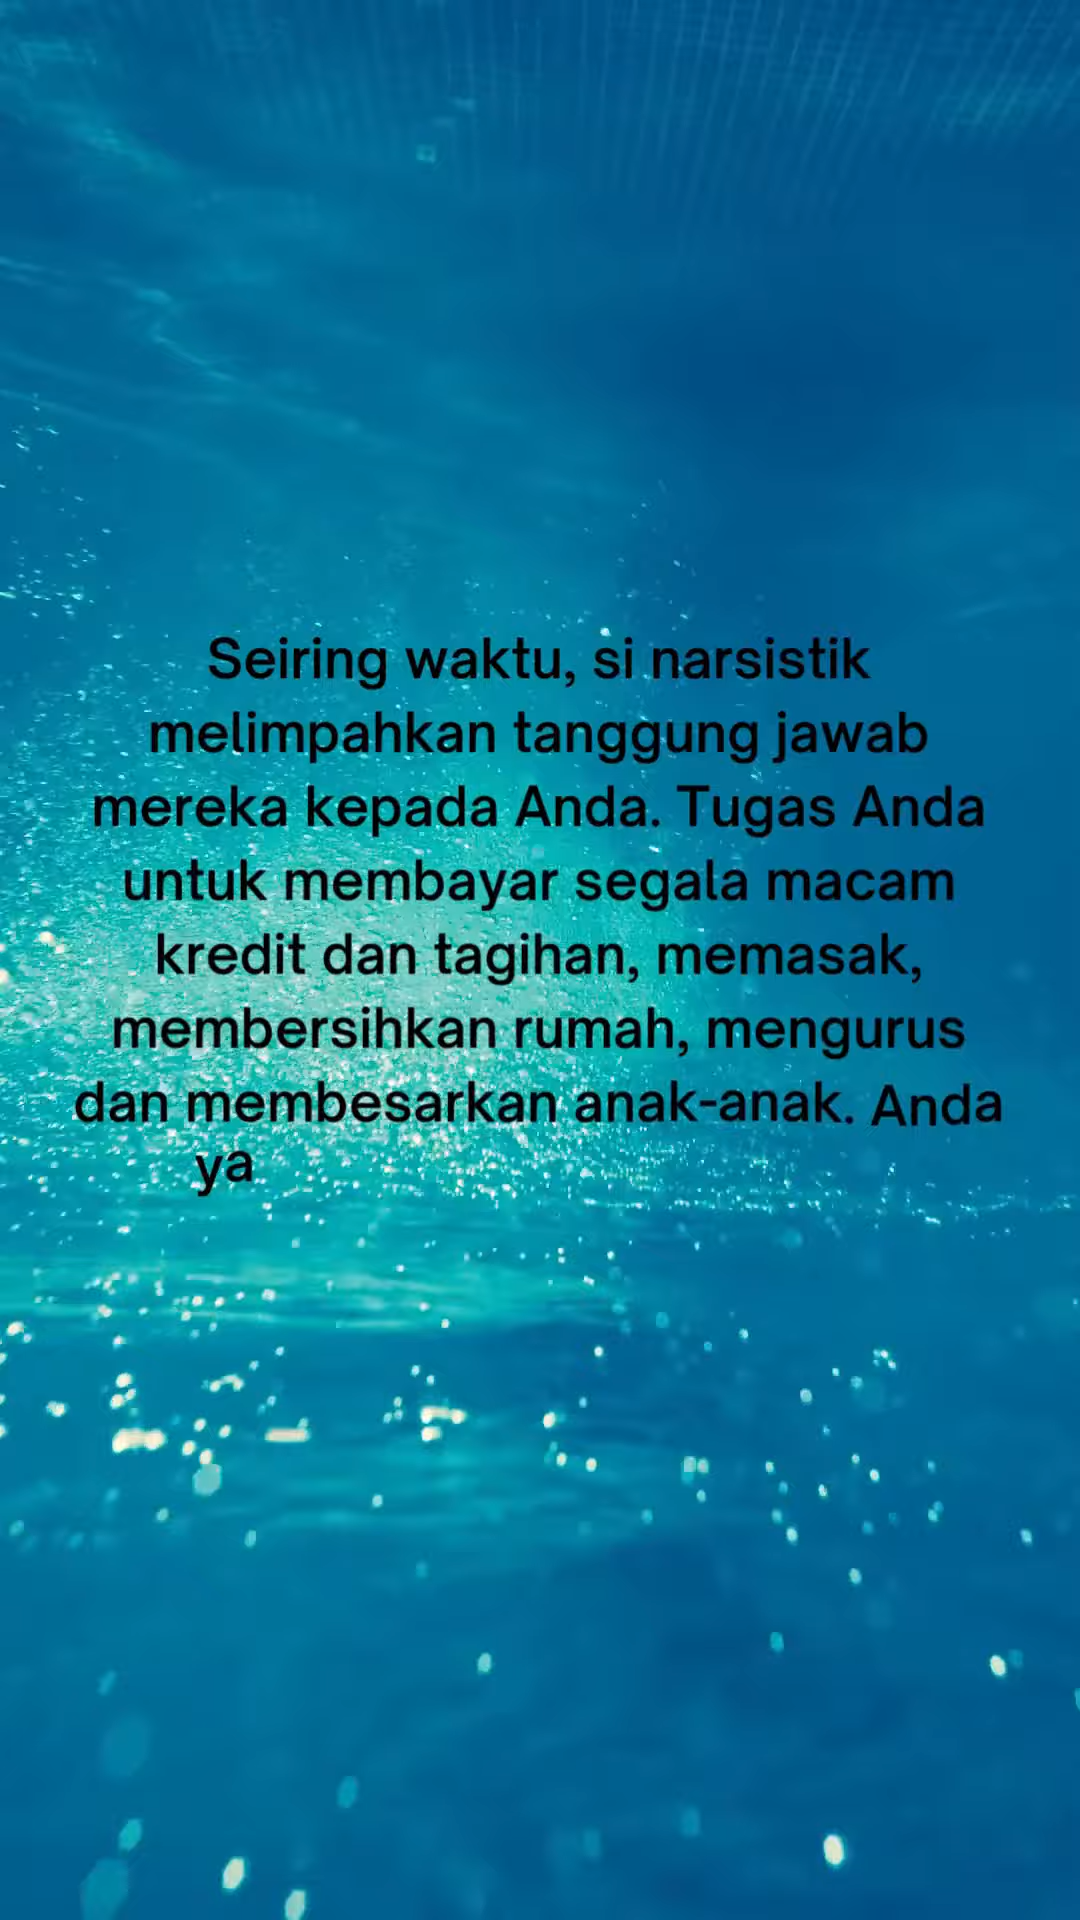 Seiring waktu, si narsistik
melimpahkan tanggung jawab
mereka kepada Anda. Tugas Anda
untuk membayar segala macam
kredit dan tagihan, memasak,
membersihkan rumah, mengurus
dan membesarkan anak-anak. Anda
ya